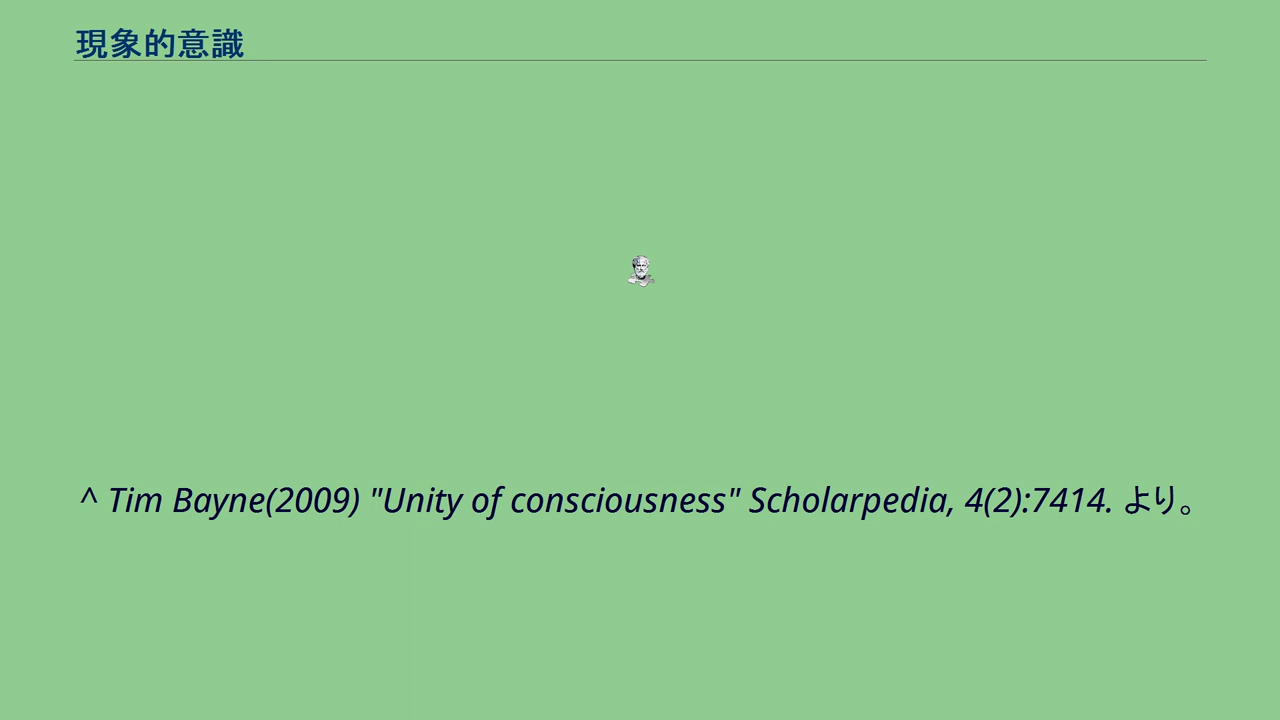 現象的意識
^ Tim Bayne(2009) "Unity of consciousness" Scholarpedia, 4(2):7414. より。